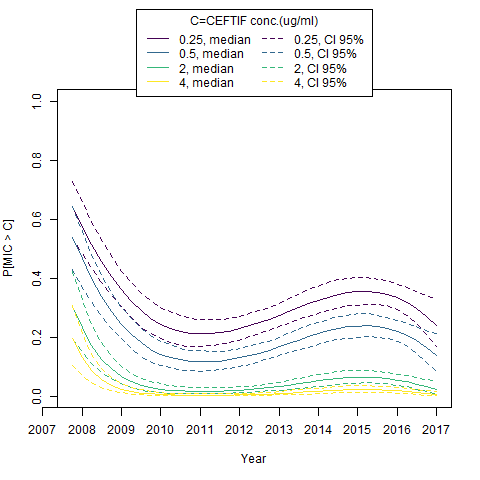 C=CEFTIF conc.(ug/ml)
0.25, median 0.25, CI 95%
0.5, median 0.5, CI 95%
2, median 2, CI 95%
4, median 4, CI 95%
1.0
0.8
0.6
0.4
0.2
0.0
P[MIC > C]
2007 2008 2009 2010 2011 2012 2013 2014 2015 2016 2017
Year